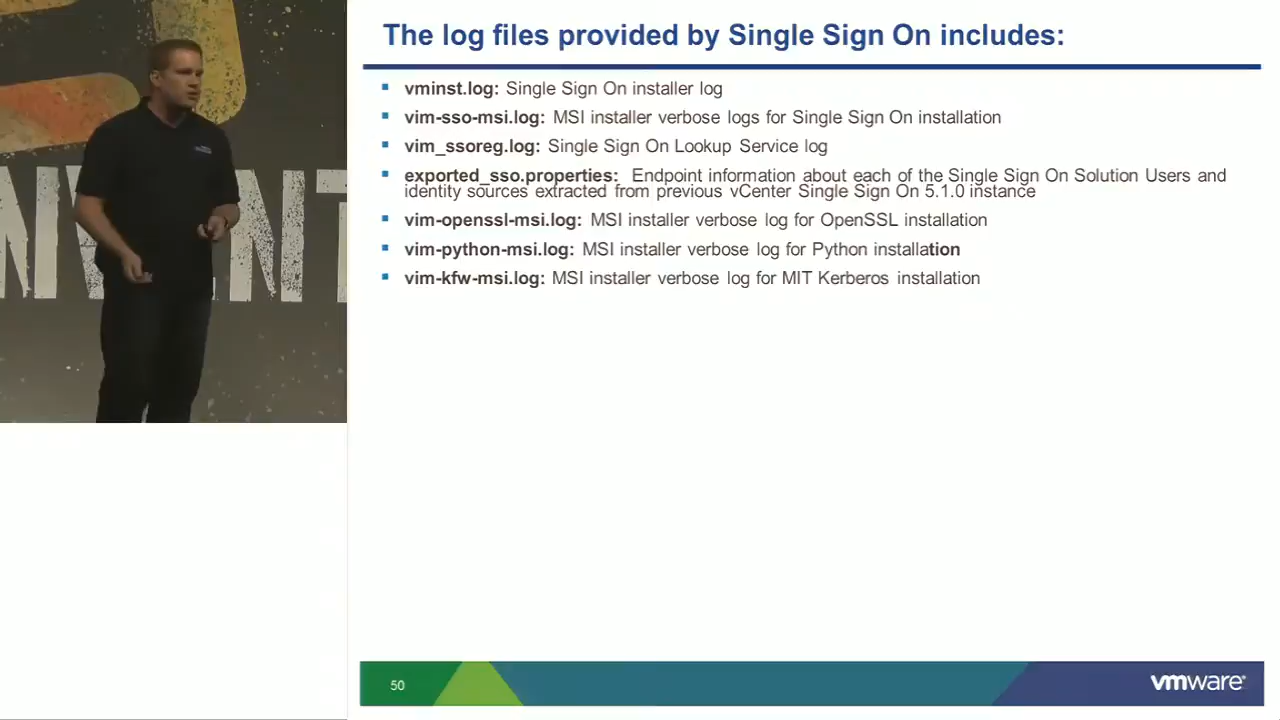 The log files provided by Single Sign On includes:
vminst.log: Single Sign On installer log
vim-sso-msi.log: MSI installer verbose logs for Single Sign On installation
vim_ssoreg.log: Single Sign On Lookup Service log
exported_sso.properties: Endpoint information about each of the Single Sign On Solution Users and
identity sources extracted from previous vCenter Single Sign On 5.1.0 instance
vim-openssl-msi.log: MSI installer verbose log for OpenSSL installation
vim-python-msi.log: MSI installer verbose log for Python installation
vim-kfw-msi.log: MSI installer verbose log for MIT Kerberos installation
50
vmware